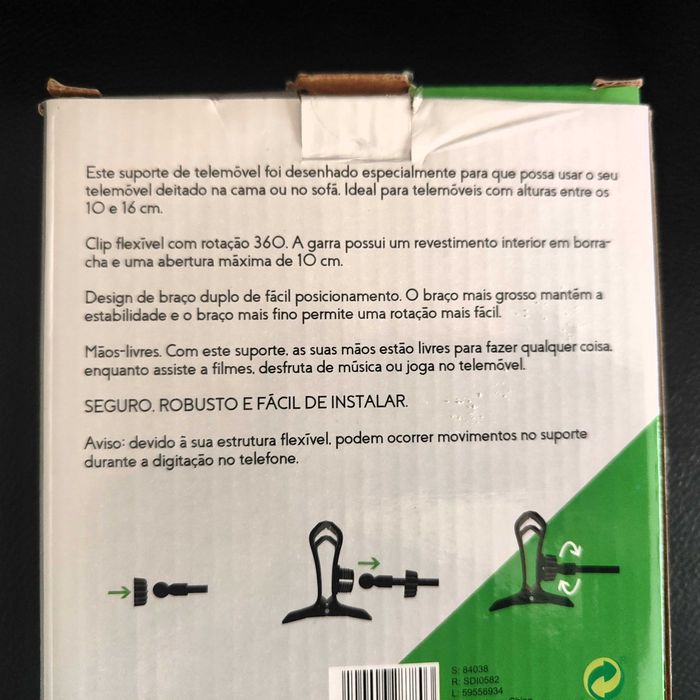 Este suporte de telemóvel foi desenhado especialmente para que possa usar o seu
telemóvel deitado na cama ou no sofá. Ideal para telemóveis com alturas entre os
10 e 16 cm.
Clip flexível com rotação 360. A garra possui um revestimento interior em borra-
cha e uma abertura máxima de 10 cm.
Design de braço duplo de fácil posicionamento. O braço mais grosso mantém a
estabilidade e o braço mais fino permite uma rotação mais fácil.
Mãos-livres. Com este suporte, as suas mãos estão livres para fazer qualquer coisa,
enquanto assiste a filmes, desfruta de música ou joga no telemóvel.
SEGURO, ROBUSTO E FÁCIL DE INSTALAR.
Aviso: devido à sua estrutura flexível, podem ocorrer movimentos no suporte
durante a digitação no telefone.
S: 84038
R: SDI0582
L: 59556934